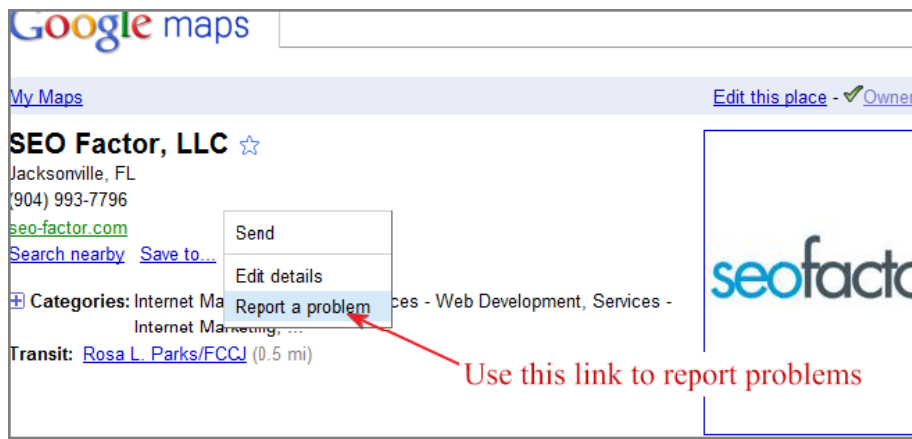 Google maps
My Maps
Edit this place - Owner
SEO Factor, LLC
Jacksonville, FL
(904) 993-7796
seo-factor.com
Search nearby Save to...
Send
Edit details
Report a problem
Categories: Internet Ma ces - Web Development, Services -
Internet Marketing, ...
Transit: Rosa L. Parks/FCCJ (0.5 mi)
seofacto
Use this link to report problems